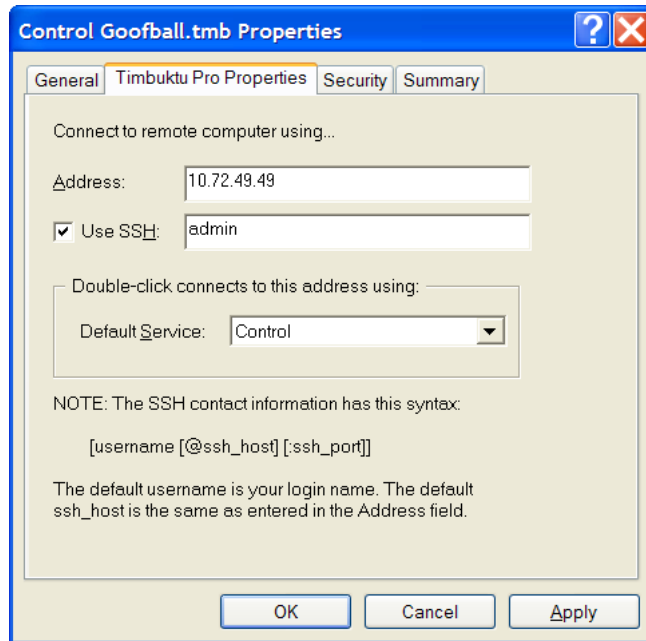 Control Goofball.tmb Properties
General Timbuktu Pro Properties Security Summary
Connect to remote computer using...
Address: 10.72.49.49
Use SSH: admin
Double-click connects to this address using:
Default Service: Control
NOTE: The SSH contact information has this syntax:
[username [@ssh_host] [:ssh_port]]
The default username is your login name. The default
ssh_host is the same as entered in the Address field.
OK Cancel Apply